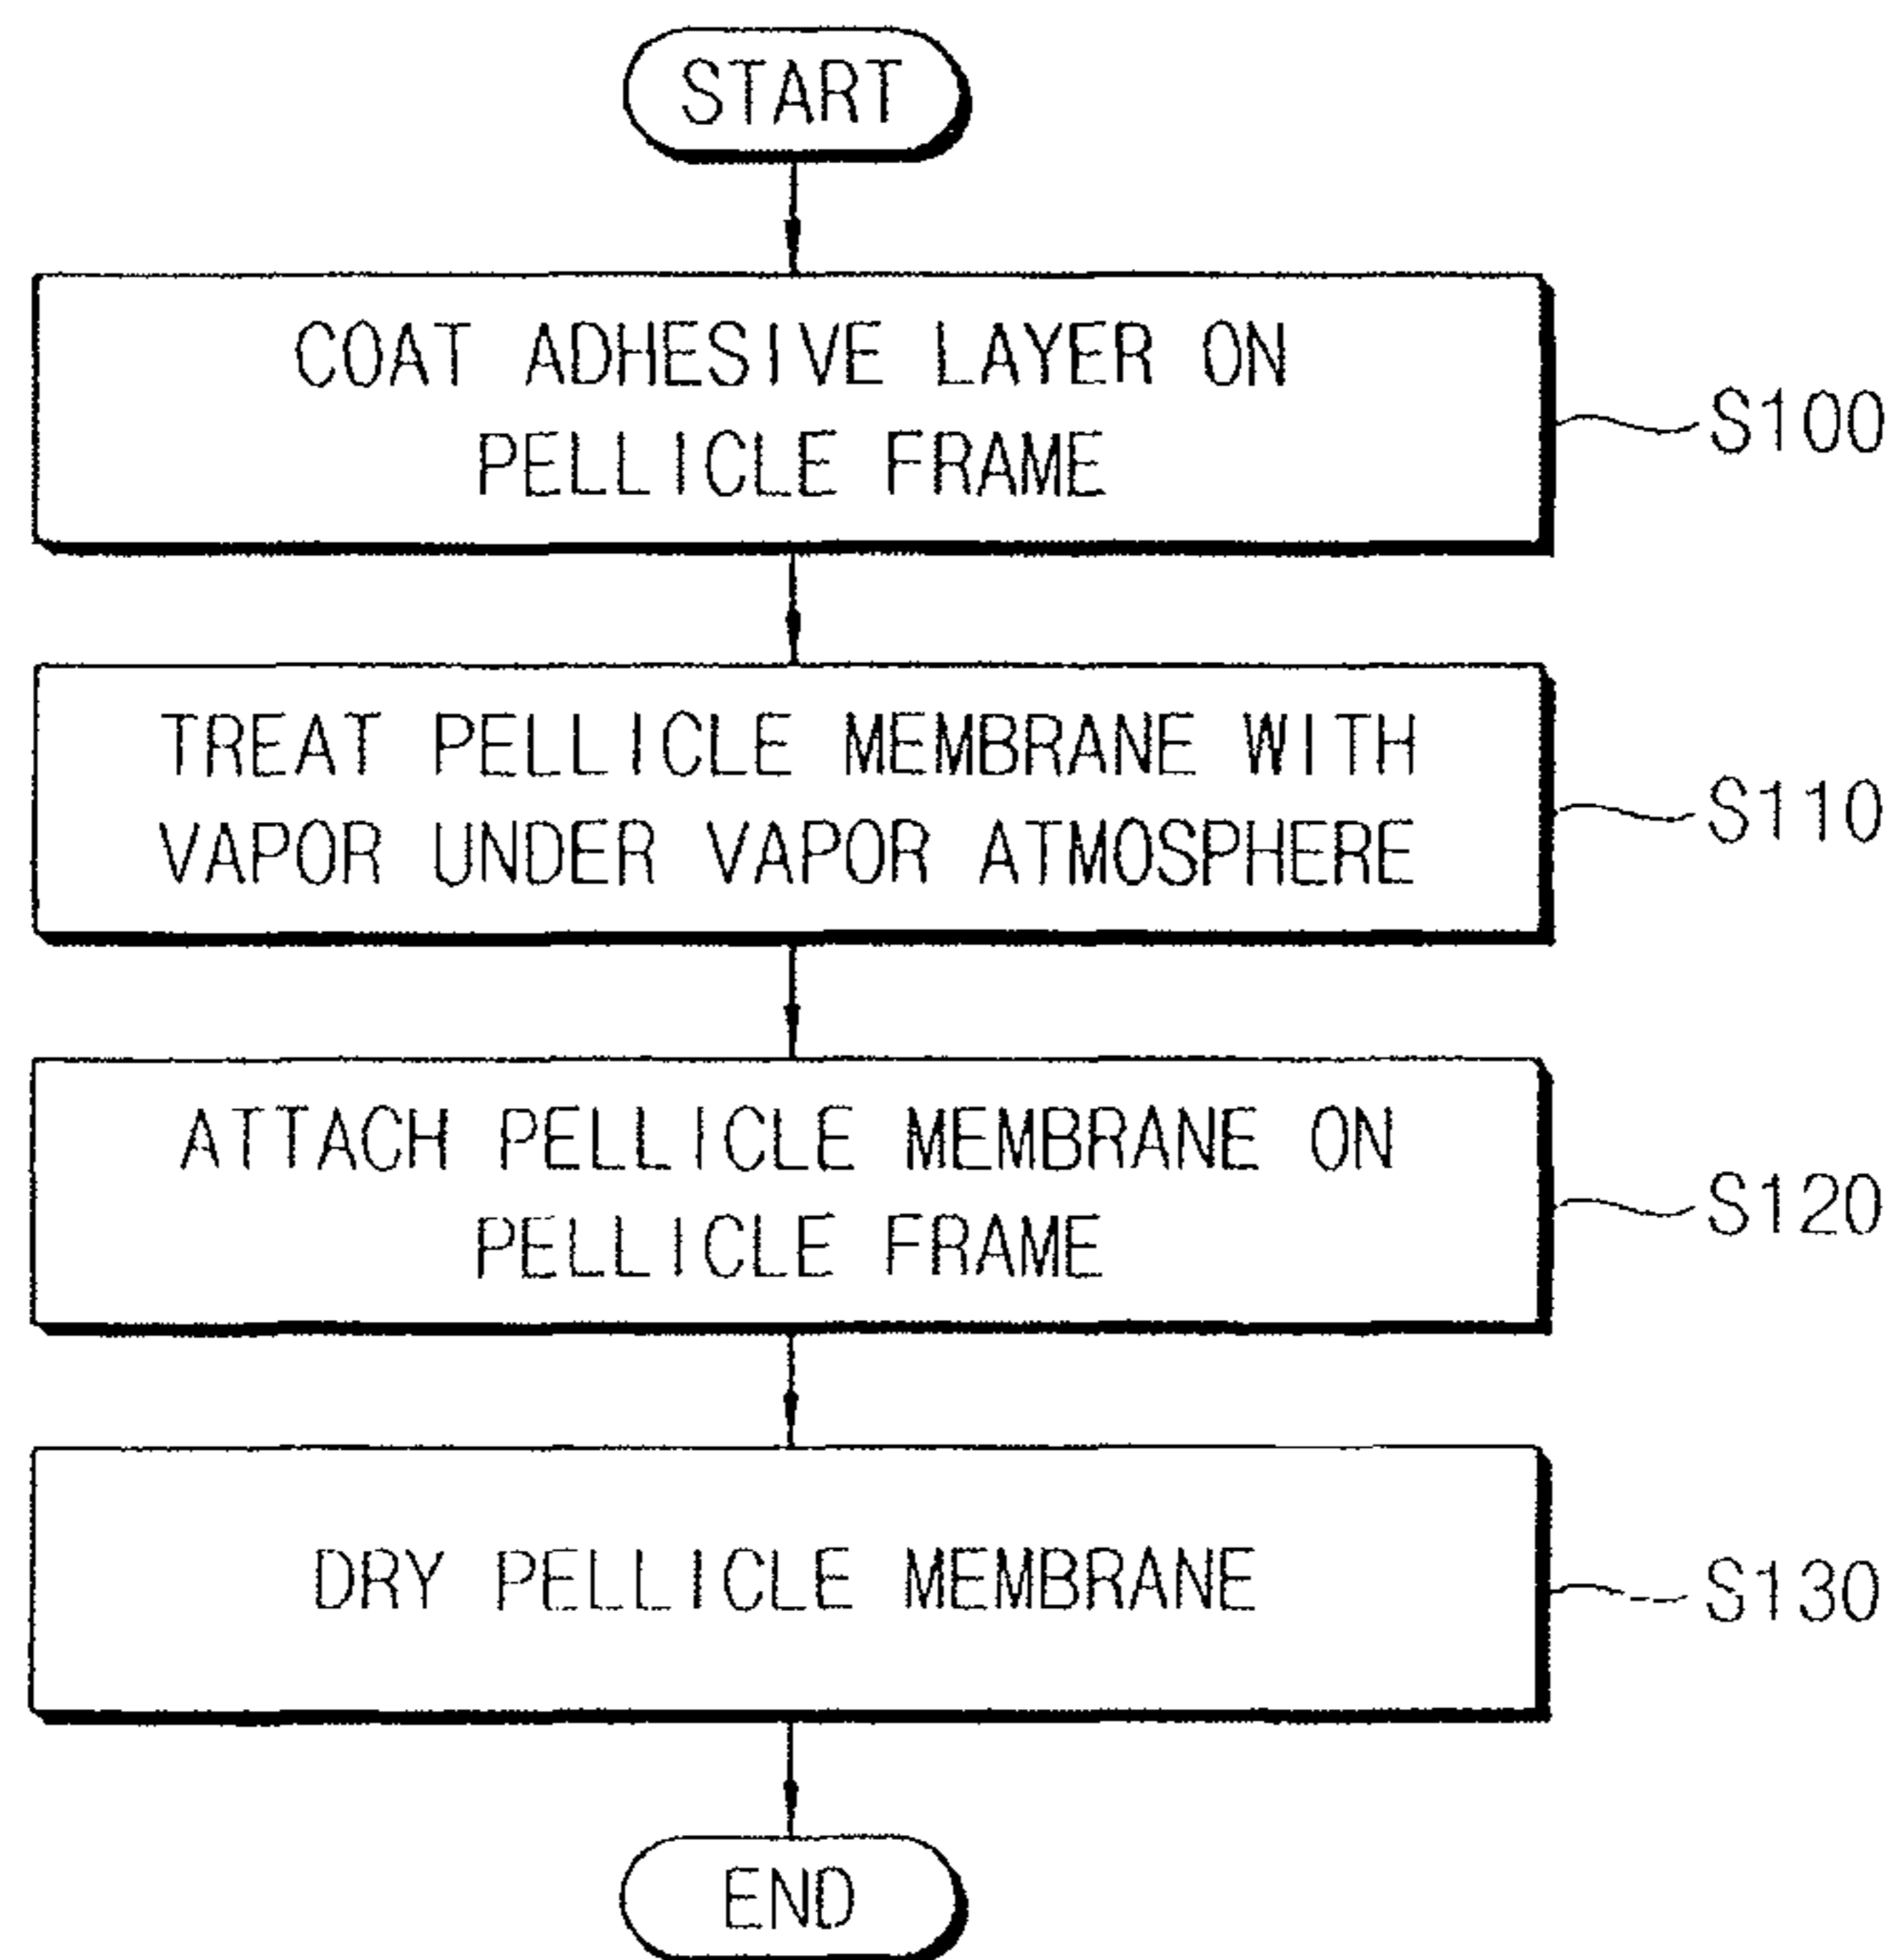 START
COAT ADHESIVE LAYER ON
PELLICLE FRAME
S100
TREAT PELLICLE MEMBRANE WITH
VAPOR UNDER VAPOR ATMOSPHERE
S110
ATTACH PELLICLE MEMBRANE ON
PELLICLE FRAME
S120
DRY PELLICLE MEMBRANE
S130
END